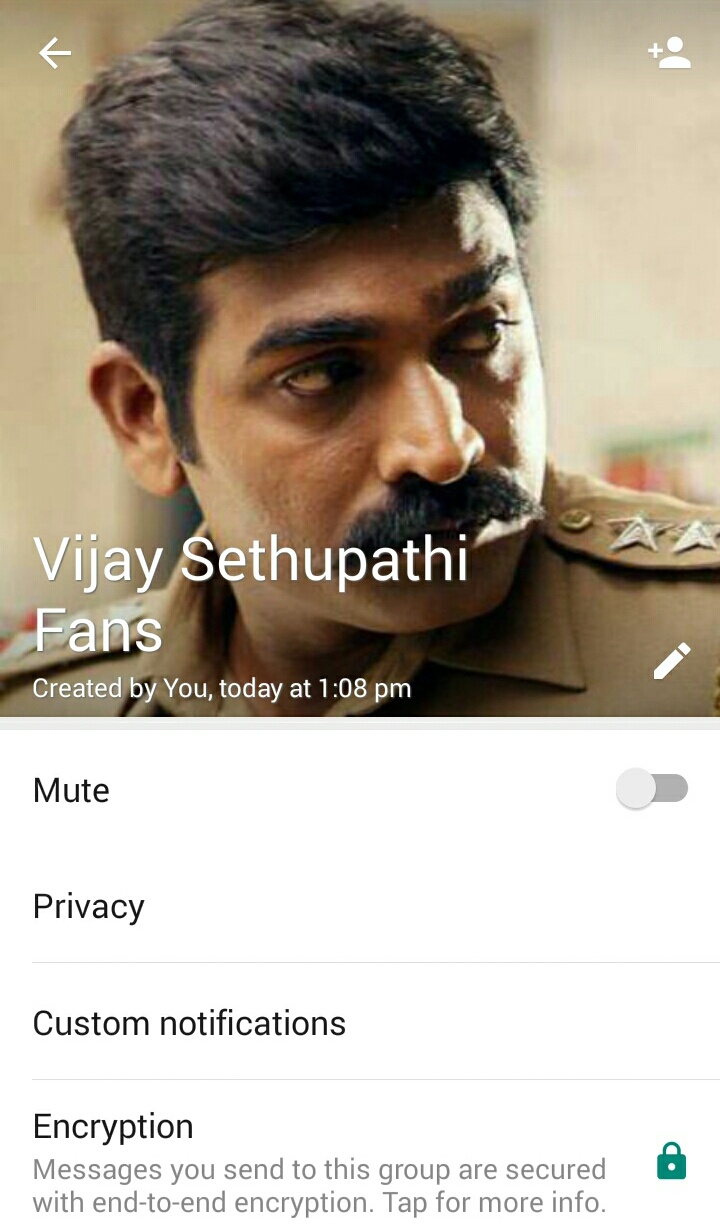 Vijay Sethupathi
Fans
Created by You, today at 1:08 pm
Mute
Privacy
Custom notifications
Encryption
Messages you send to this group are secured
with end-to-end encryption. Tap for more info.